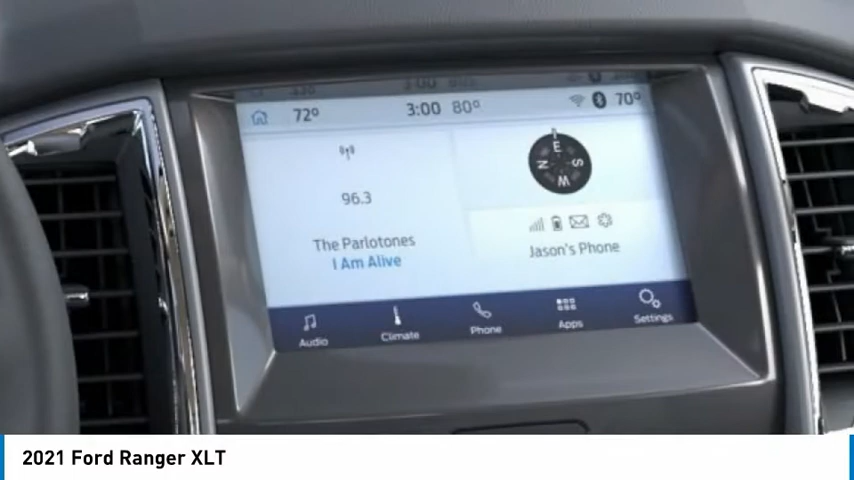 72° 3:00 80° 70°
96.3
The Parlotones
I Am Alive
E
N S
W
Jason's Phone
Audio Climate Phone Apps Settings
2021 Ford Ranger XLT